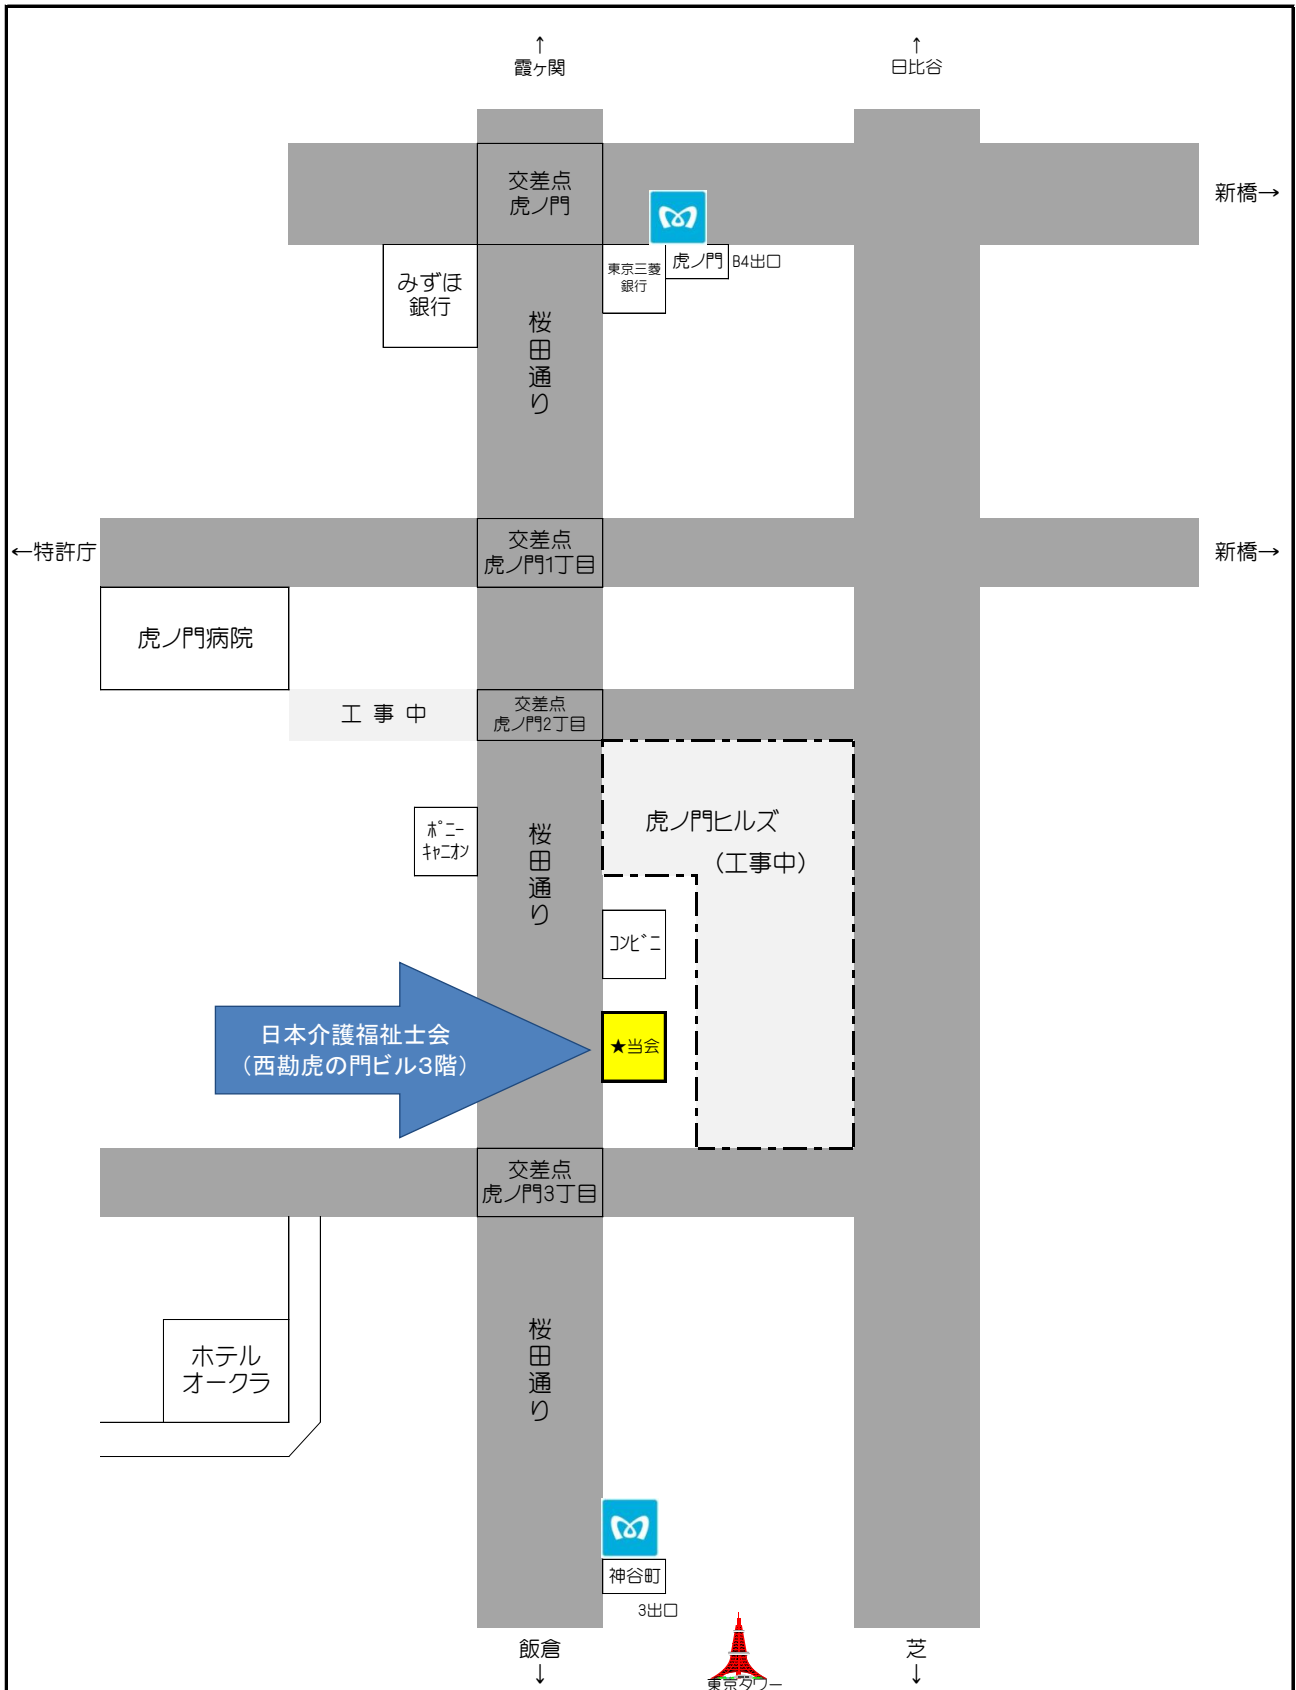 ↑
霞ヶ関
↑
日比谷
交差点
虎ノ門
新橋→
みずほ
銀行
東京三菱
銀行
虎ノ門
B4出口
桜田通り
←特許庁
交差点
虎ノ門1丁目
新橋→
虎ノ門病院
工事中
交差点
虎ノ門2丁目
ﾎﾟﾆｰ
ｷｬﾆｵﾝ
桜田通り
虎ノ門ヒルズ
（工事中）
ｺﾝﾋﾞﾆ
日本介護福祉士会
（西勘虎の門ビル3階）
★当会
交差点
虎ノ門3丁目
ホテル
オークラ
桜田通り
神谷町
3出口
飯倉
↓
東京タワー
芝
↓